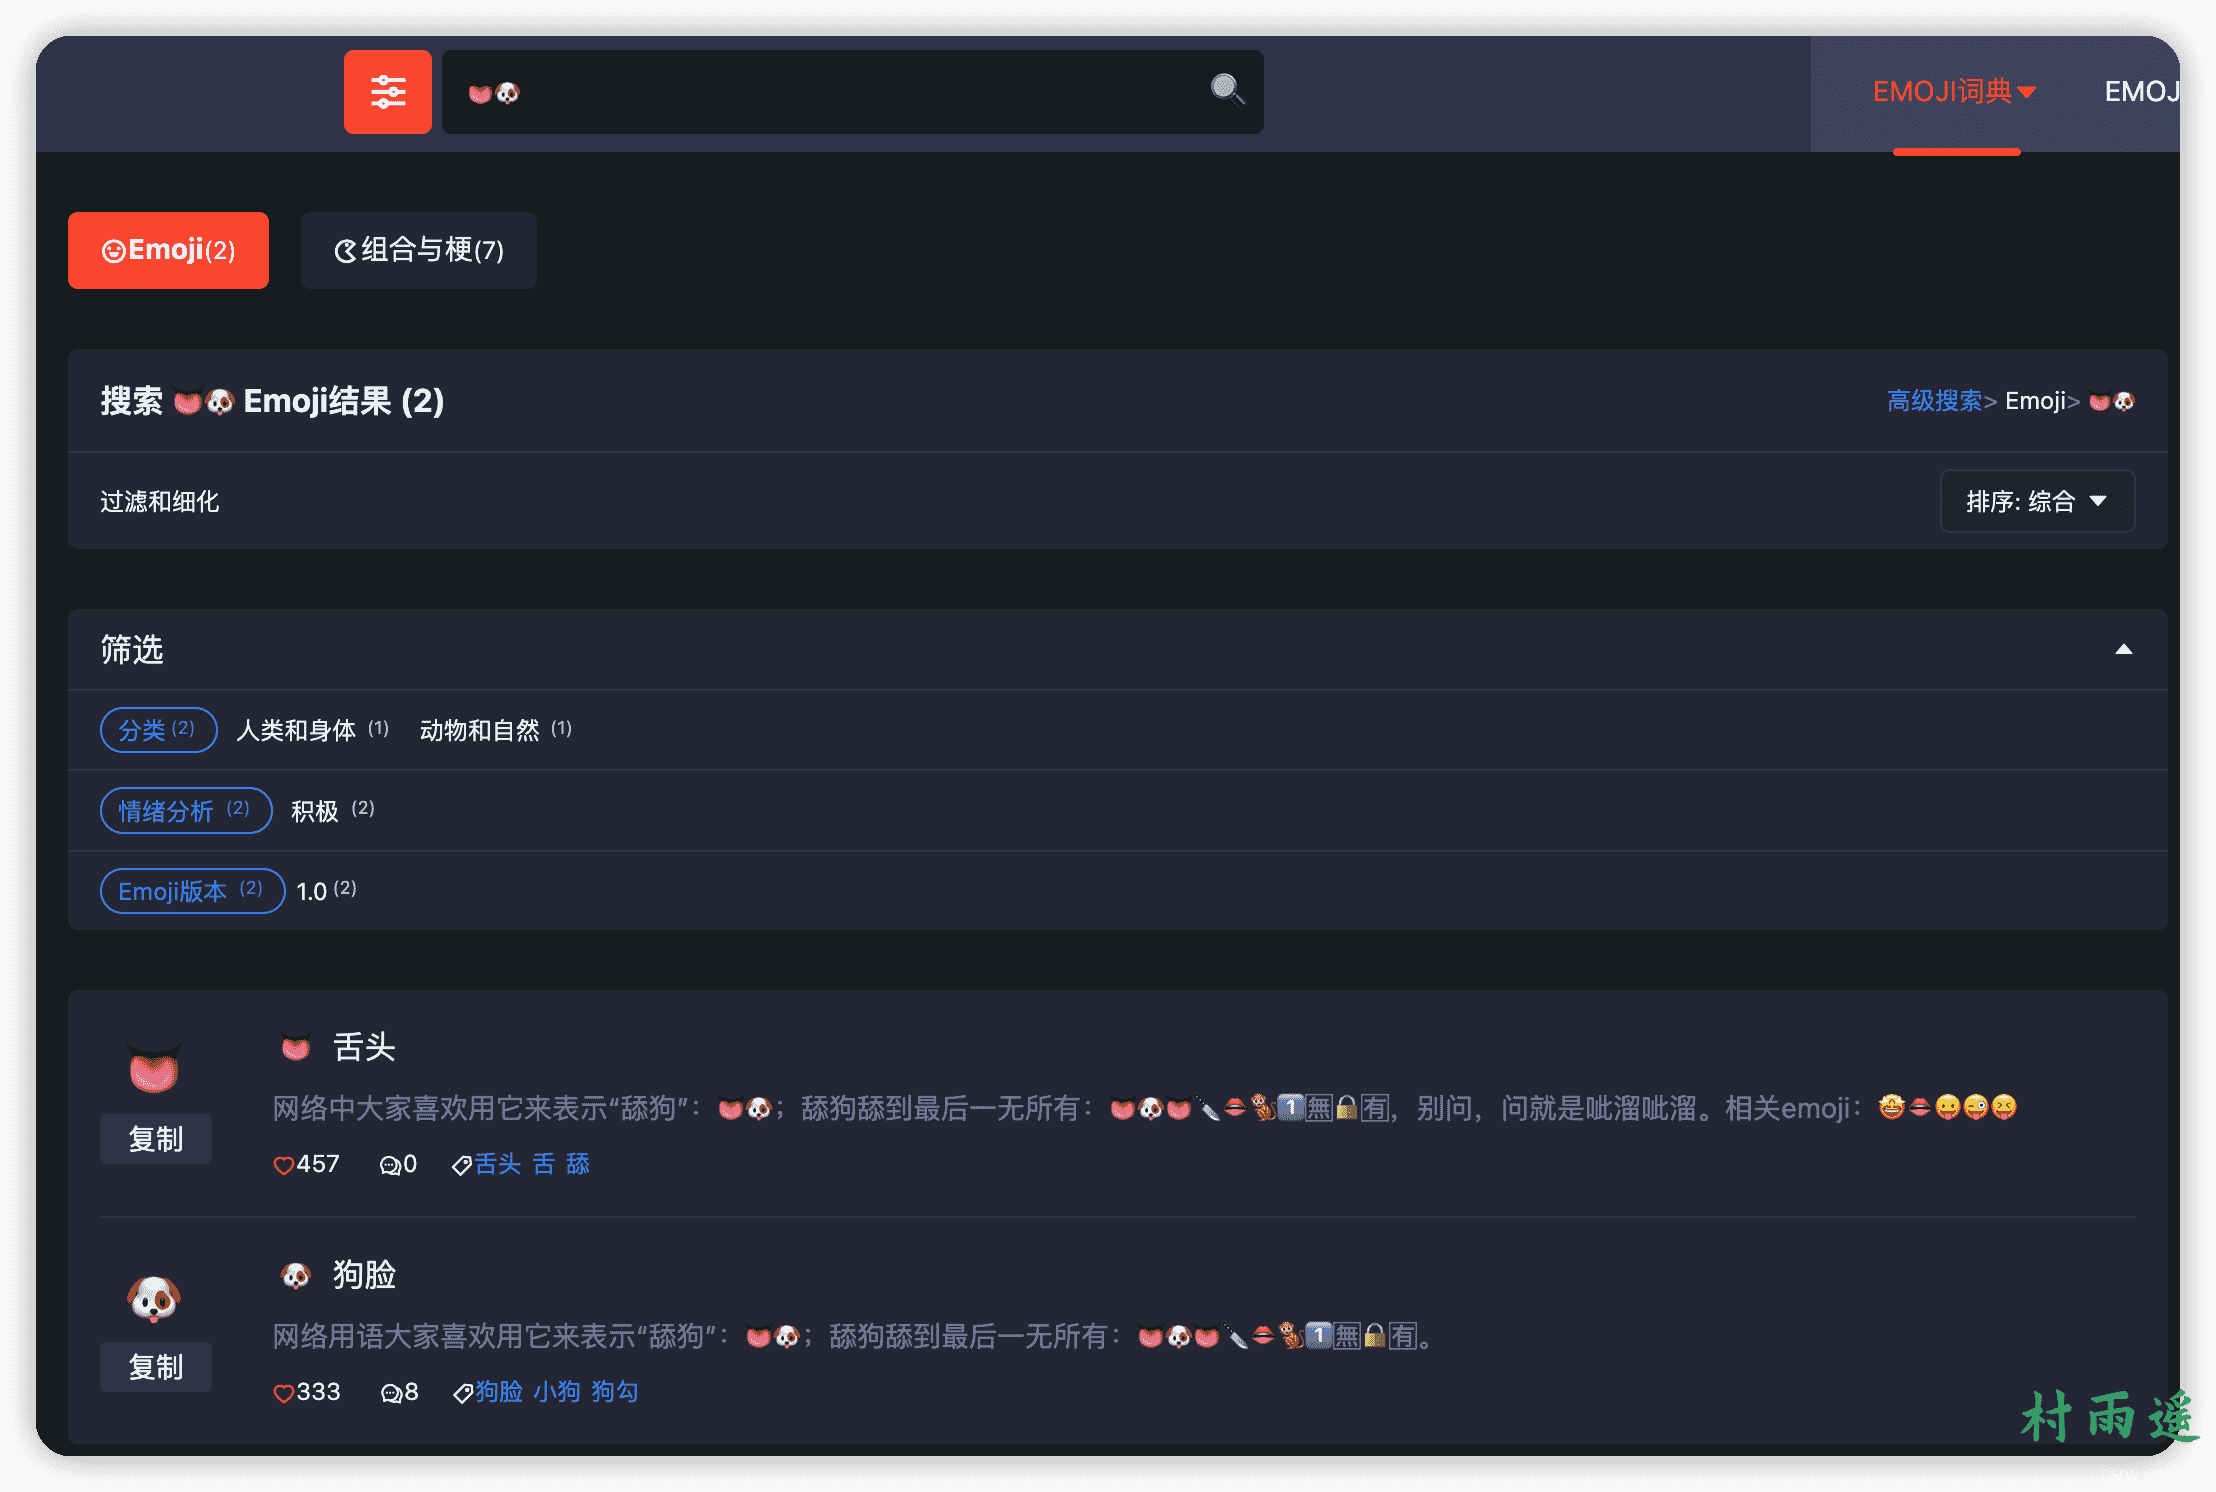 👅🐶
EMOJI词典
EMOJ
Emoji(2)
组合与梗(7)
搜索 👅🐶 Emoji结果 (2)
高级搜索> Emoji> 👅🐶
过滤和细化
排序: 综合
筛选
分类 (2) 人类和身体 (1) 动物和自然 (1)
情绪分析 (2) 积极 (2)
Emoji版本 (2) 1.0 (2)
👅 舌头
网络中大家喜欢用它来表示“舔狗”：👅🐶；舔狗舔到最后一无所有：👅🐶👅🔪👄🐒1️⃣🈚🔐🈶，别问，问就是呲溜呲溜。相关emoji：🤩👄😛😜😝
复制
457 0 舌头 舌 舔
🐶 狗脸
网络用语大家喜欢用它来表示“舔狗”：👅🐶；舔狗舔到最后一无所有：👅🐶👅🔪👄🐒1️⃣🈚🔐🈶。
复制
333 8 狗脸 小狗 狗勾
村雨遥